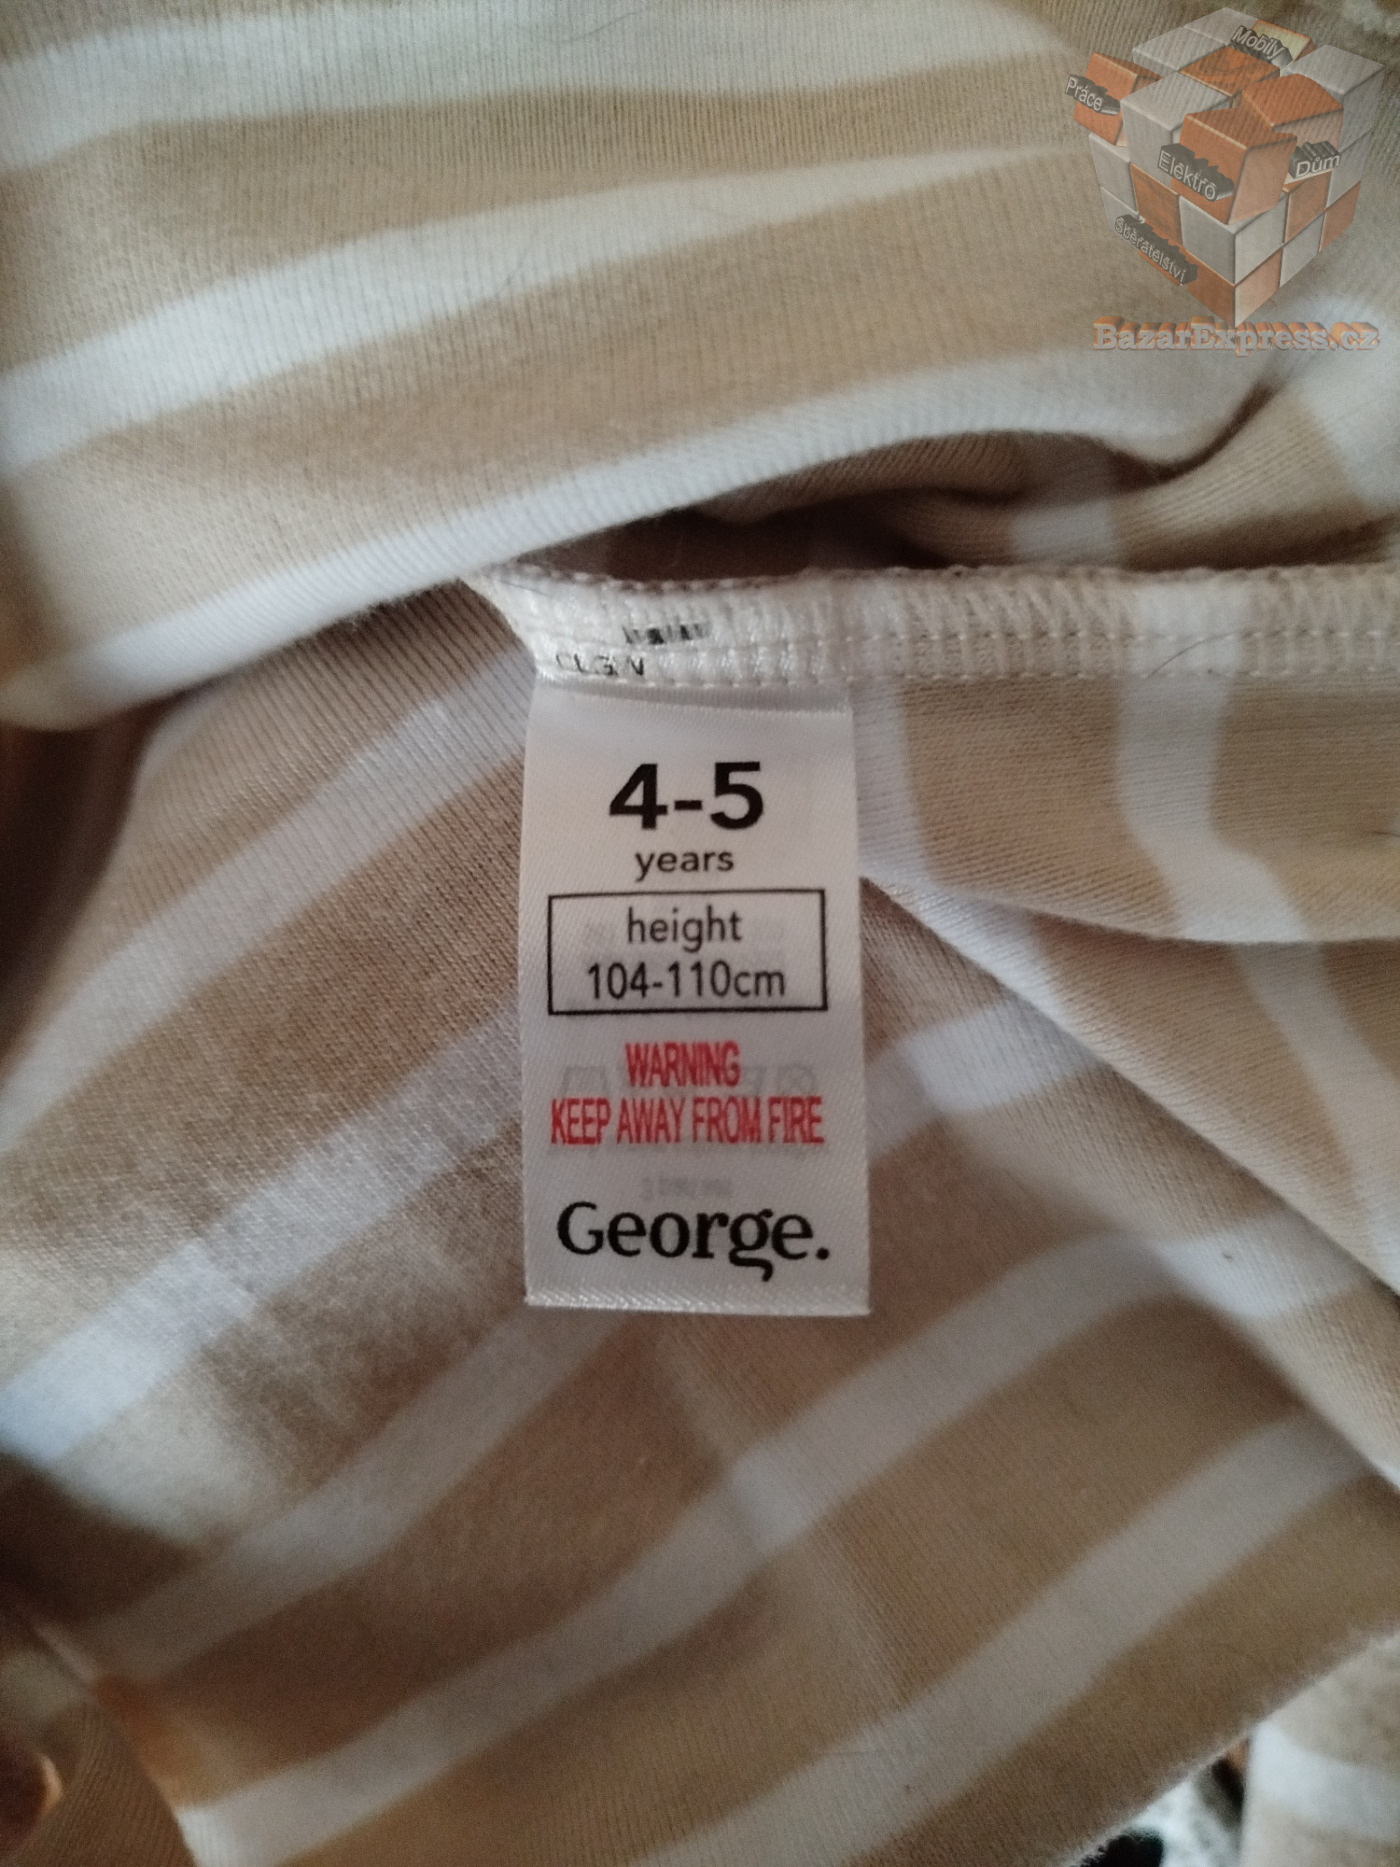 Mobily
Práce
Elektro
Dům
Sběratelství
BazarExpress.cz
4-5
years
height
104-110cm
WARNING
KEEP AWAY FROM FIRE
George.